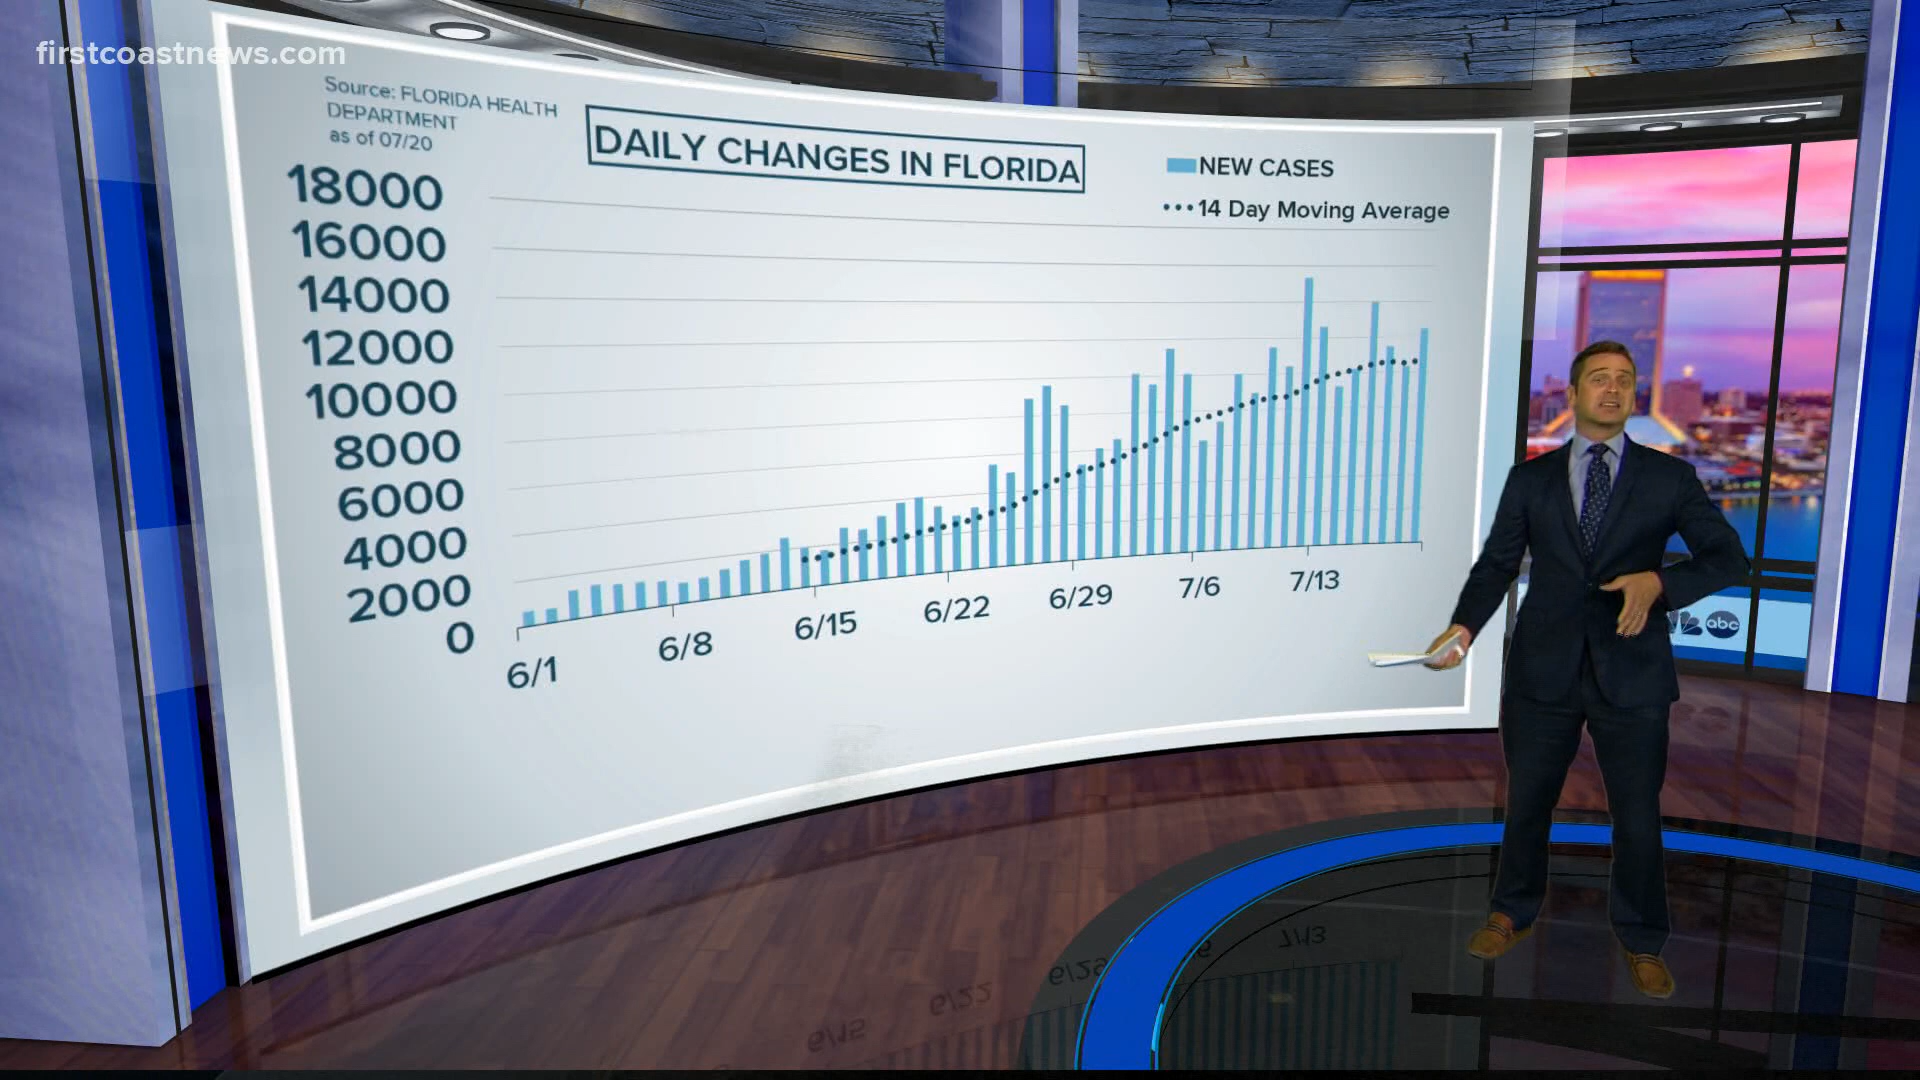 firstcoastnews.com
Source: FLORIDA HEALTH
DEPARTMENT
as of 07/20
DAILY CHANGES IN FLORIDA
NEW CASES
14 Day Moving Average
18000
16000
14000
12000
10000
8000
6000
4000
2000
0
6/1
6/8
6/15
6/22
6/29
7/6
7/13
abc